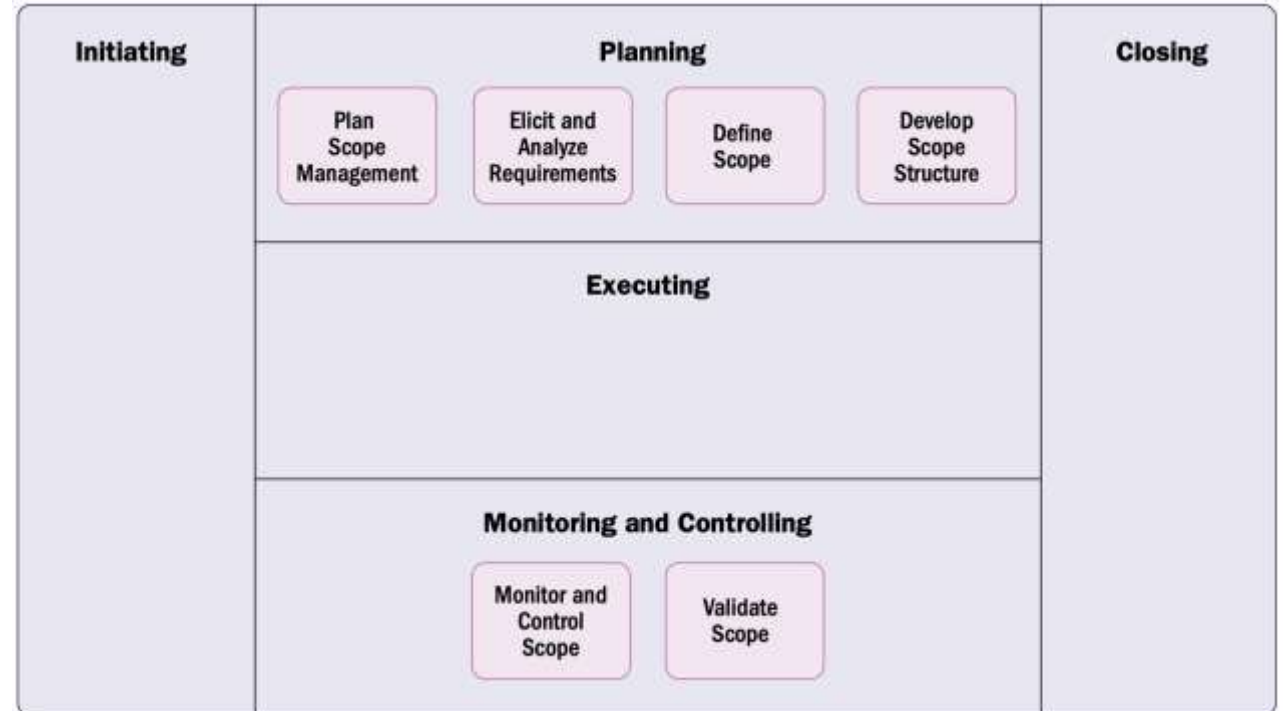 Initiating
Planning
Closing
Plan
Scope
Management
Elicit and
Analyze
Requirements
Define
Scope
Develop
Scope
Structure
Executing
Monitoring and Controlling
Monitor and
Control
Scope
Validate
Scope